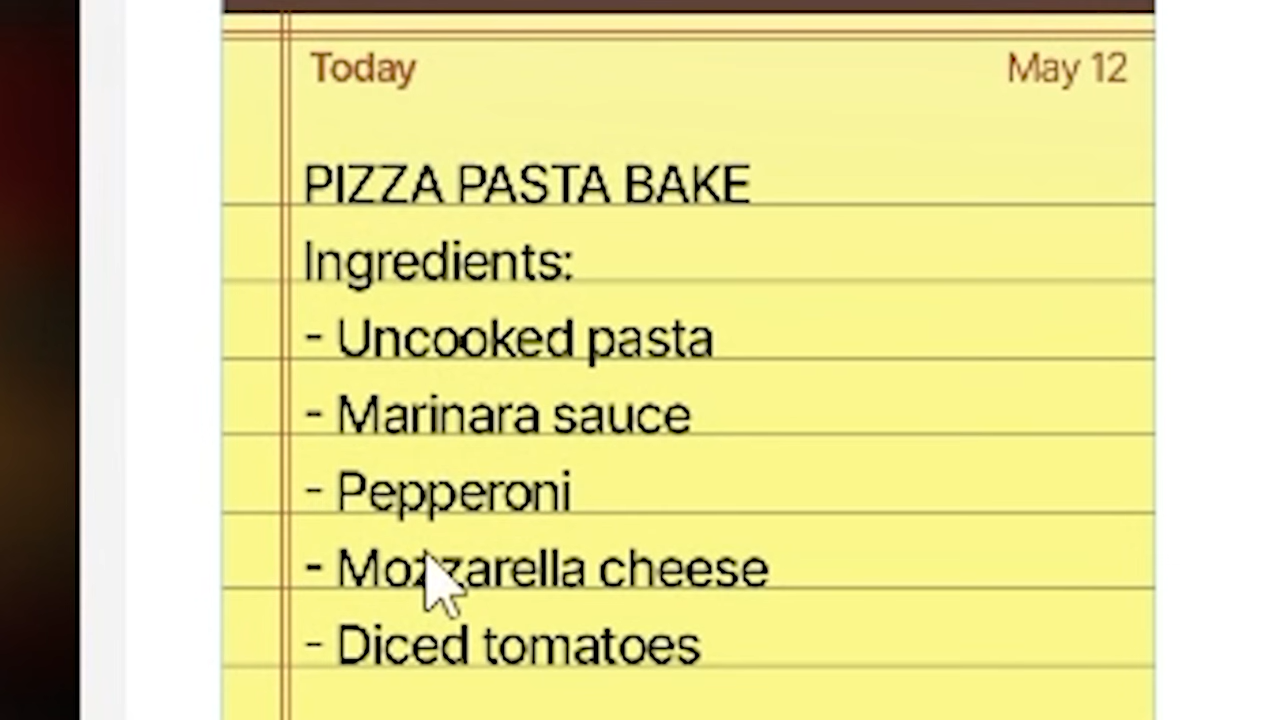 Today May 12
PIZZA PASTA BAKE
Ingredients:
- Uncooked pasta
- Marinara sauce
- Pepperoni
- Mozzarella cheese
- Diced tomatoes